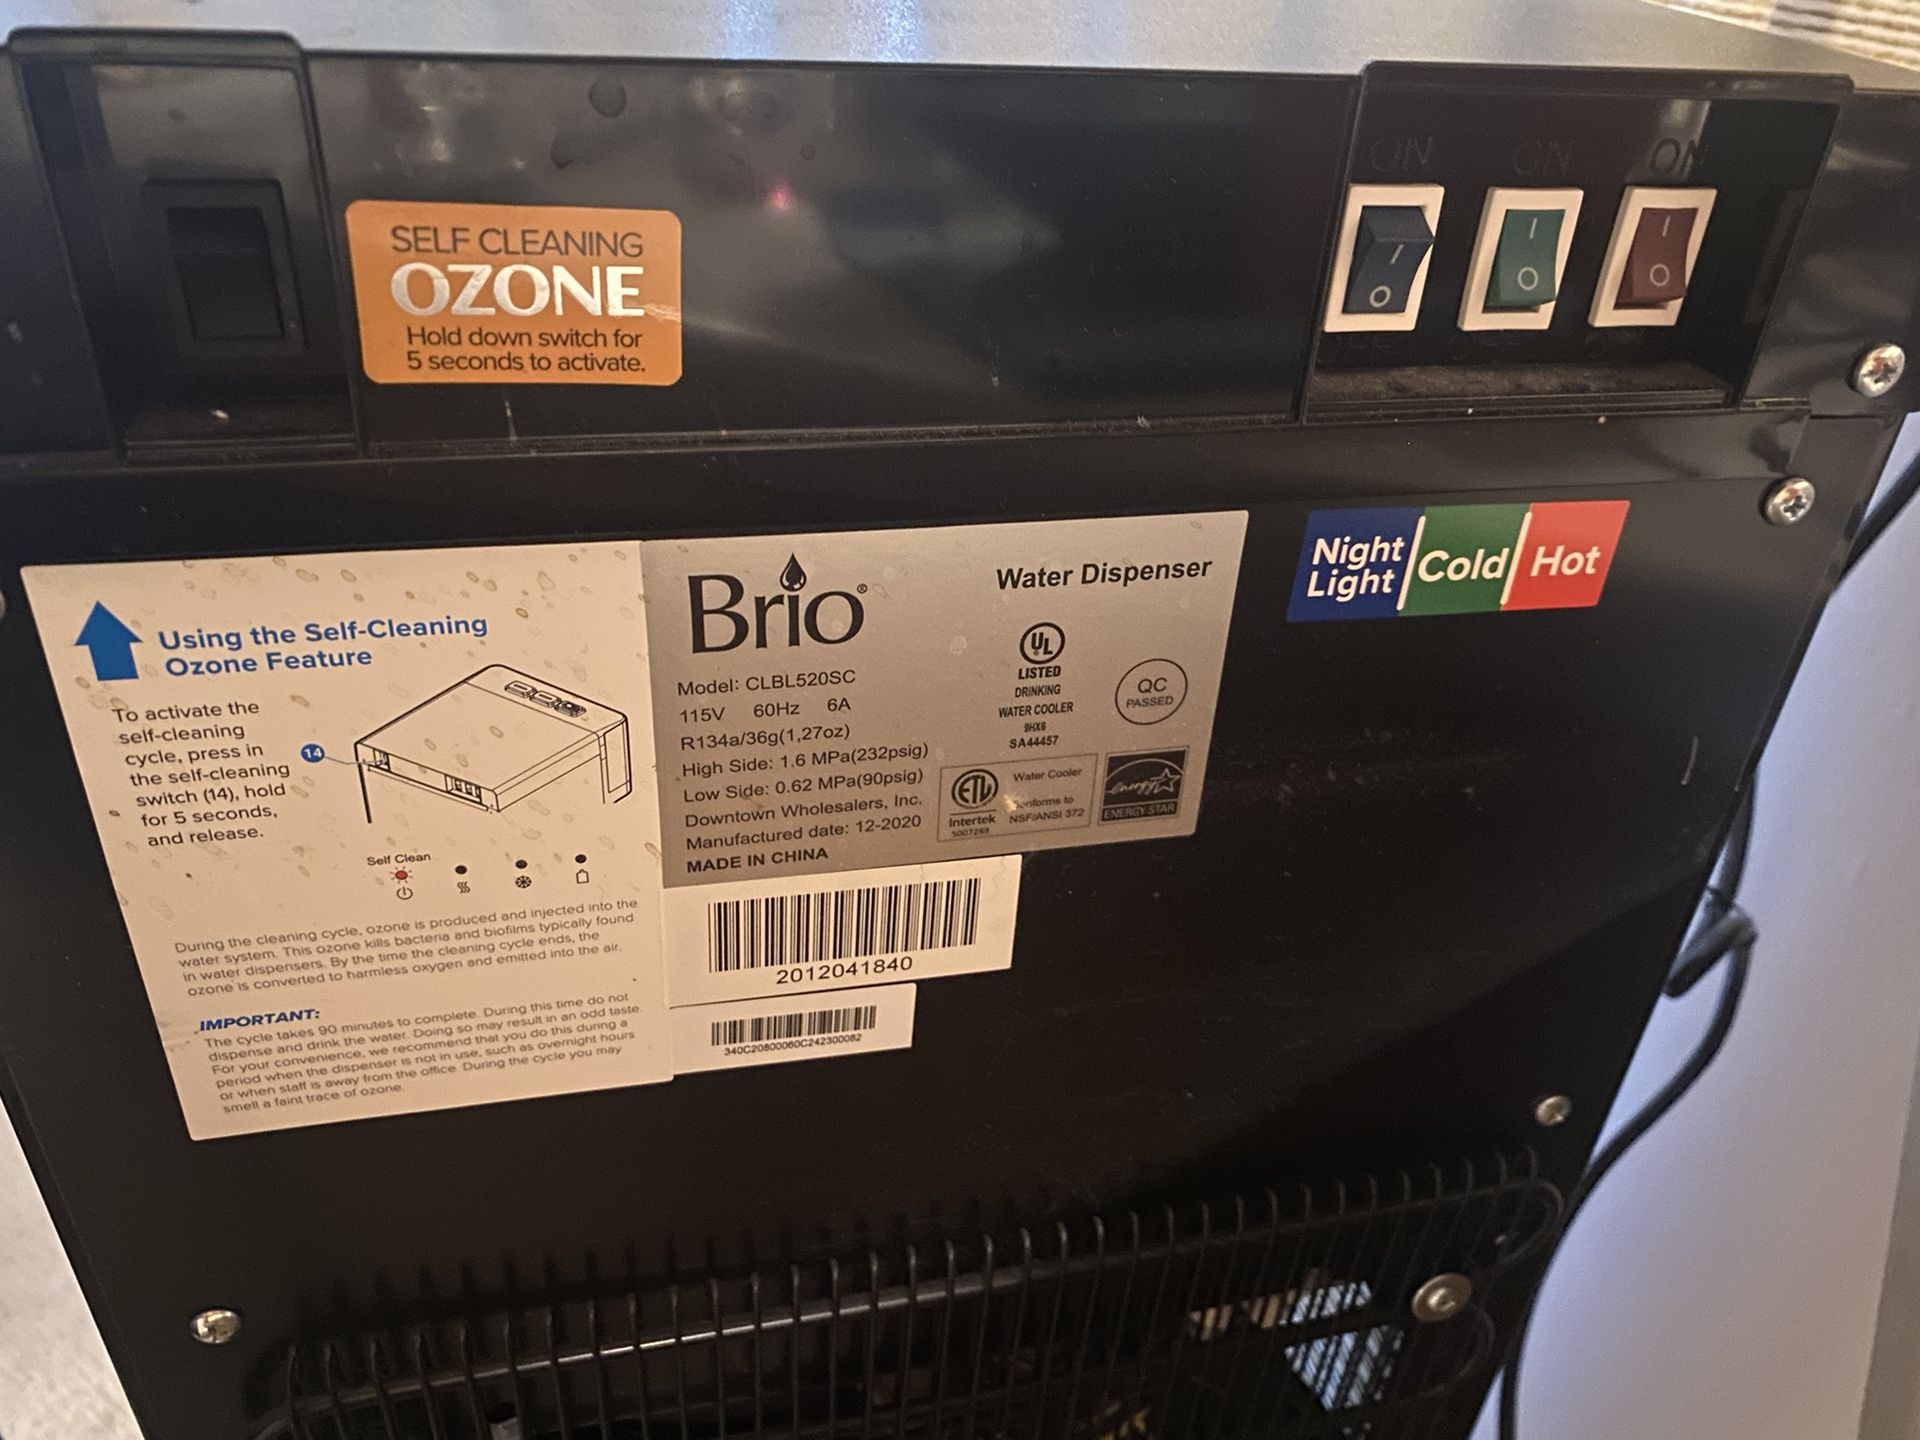 SELF CLEANING
OZONE
Hold down switch for
5 seconds to activate.
ON ON ON
Using the Self-Cleaning
Ozone Feature
To activate the
self-cleaning
cycle, press in
the self-cleaning
switch (14), hold
for 5 seconds,
and release.
14
Self Clean
During the cleaning cycle, ozone is produced and injected into the
water system. This ozone kills bacteria and biofilms typically found
in water dispensers. By the time the cleaning cycle ends, the
ozone is converted to harmless oxygen and emitted into the air.
IMPORTANT:
The cycle takes 90 minutes to complete. During this time do not
dispense and drink the water. Doing so may result in an odd taste.
For your convenience, we recommend that you do this during a
period when the dispenser is not in use, such as overnight hours
or when staff is away from the office. During the cycle you may
smell a faint trace of ozone.
Brio®
Water Dispenser
Model: CLBL520SC
115V 60Hz 6A
R134a/36g(1,27oz)
High Side: 1.6 MPa(232psig)
Low Side: 0.62 MPa(90psig)
Downtown Wholesalers, Inc.
Manufactured date: 12-2020
MADE IN CHINA
UL
LISTED
DRINKING
WATER COOLER
9HX6
SA44457
QC
PASSED
ETL
Intertek
5007289
Water Cooler
Conforms to
NSF/ANSI 372
energy
ENERGY STAR
2012041840
340C20800060C242300082
Night
Light
Cold
Hot